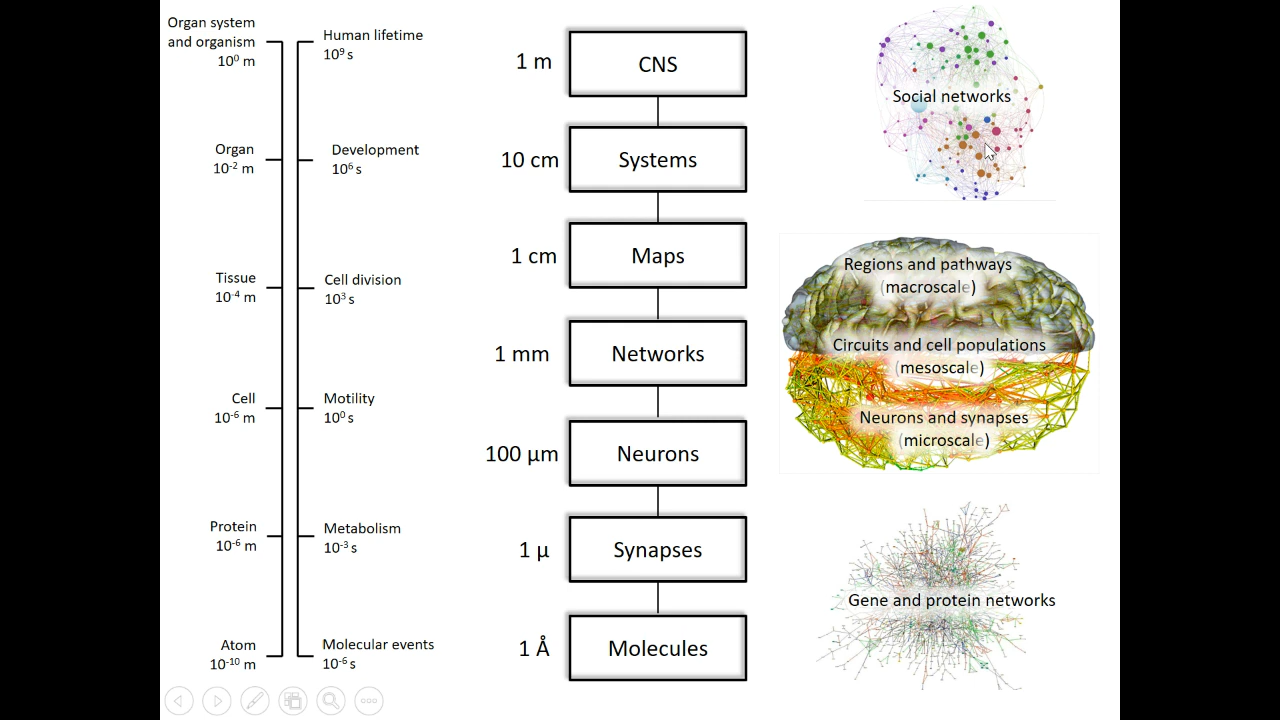 Organ system
and organism
10⁰ m
Human lifetime
10⁹ s
Organ
10⁻² m
Development
10⁶ s
Tissue
10⁻⁴ m
Cell division
10³ s
Cell
10⁻⁶ m
Motility
10⁰ s
Protein
10⁻⁶ m
Metabolism
10⁻³ s
Atom
10⁻¹⁰ m
Molecular events
10⁻⁶ s
1 m
CNS
10 cm
Systems
1 cm
Maps
1 mm
Networks
100 µm
Neurons
1 µ
Synapses
1 Å
Molecules
Social networks
Regions and pathways
(macroscale)
Circuits and cell populations
(mesoscale)
Neurons and synapses
(microscale)
Gene and protein networks